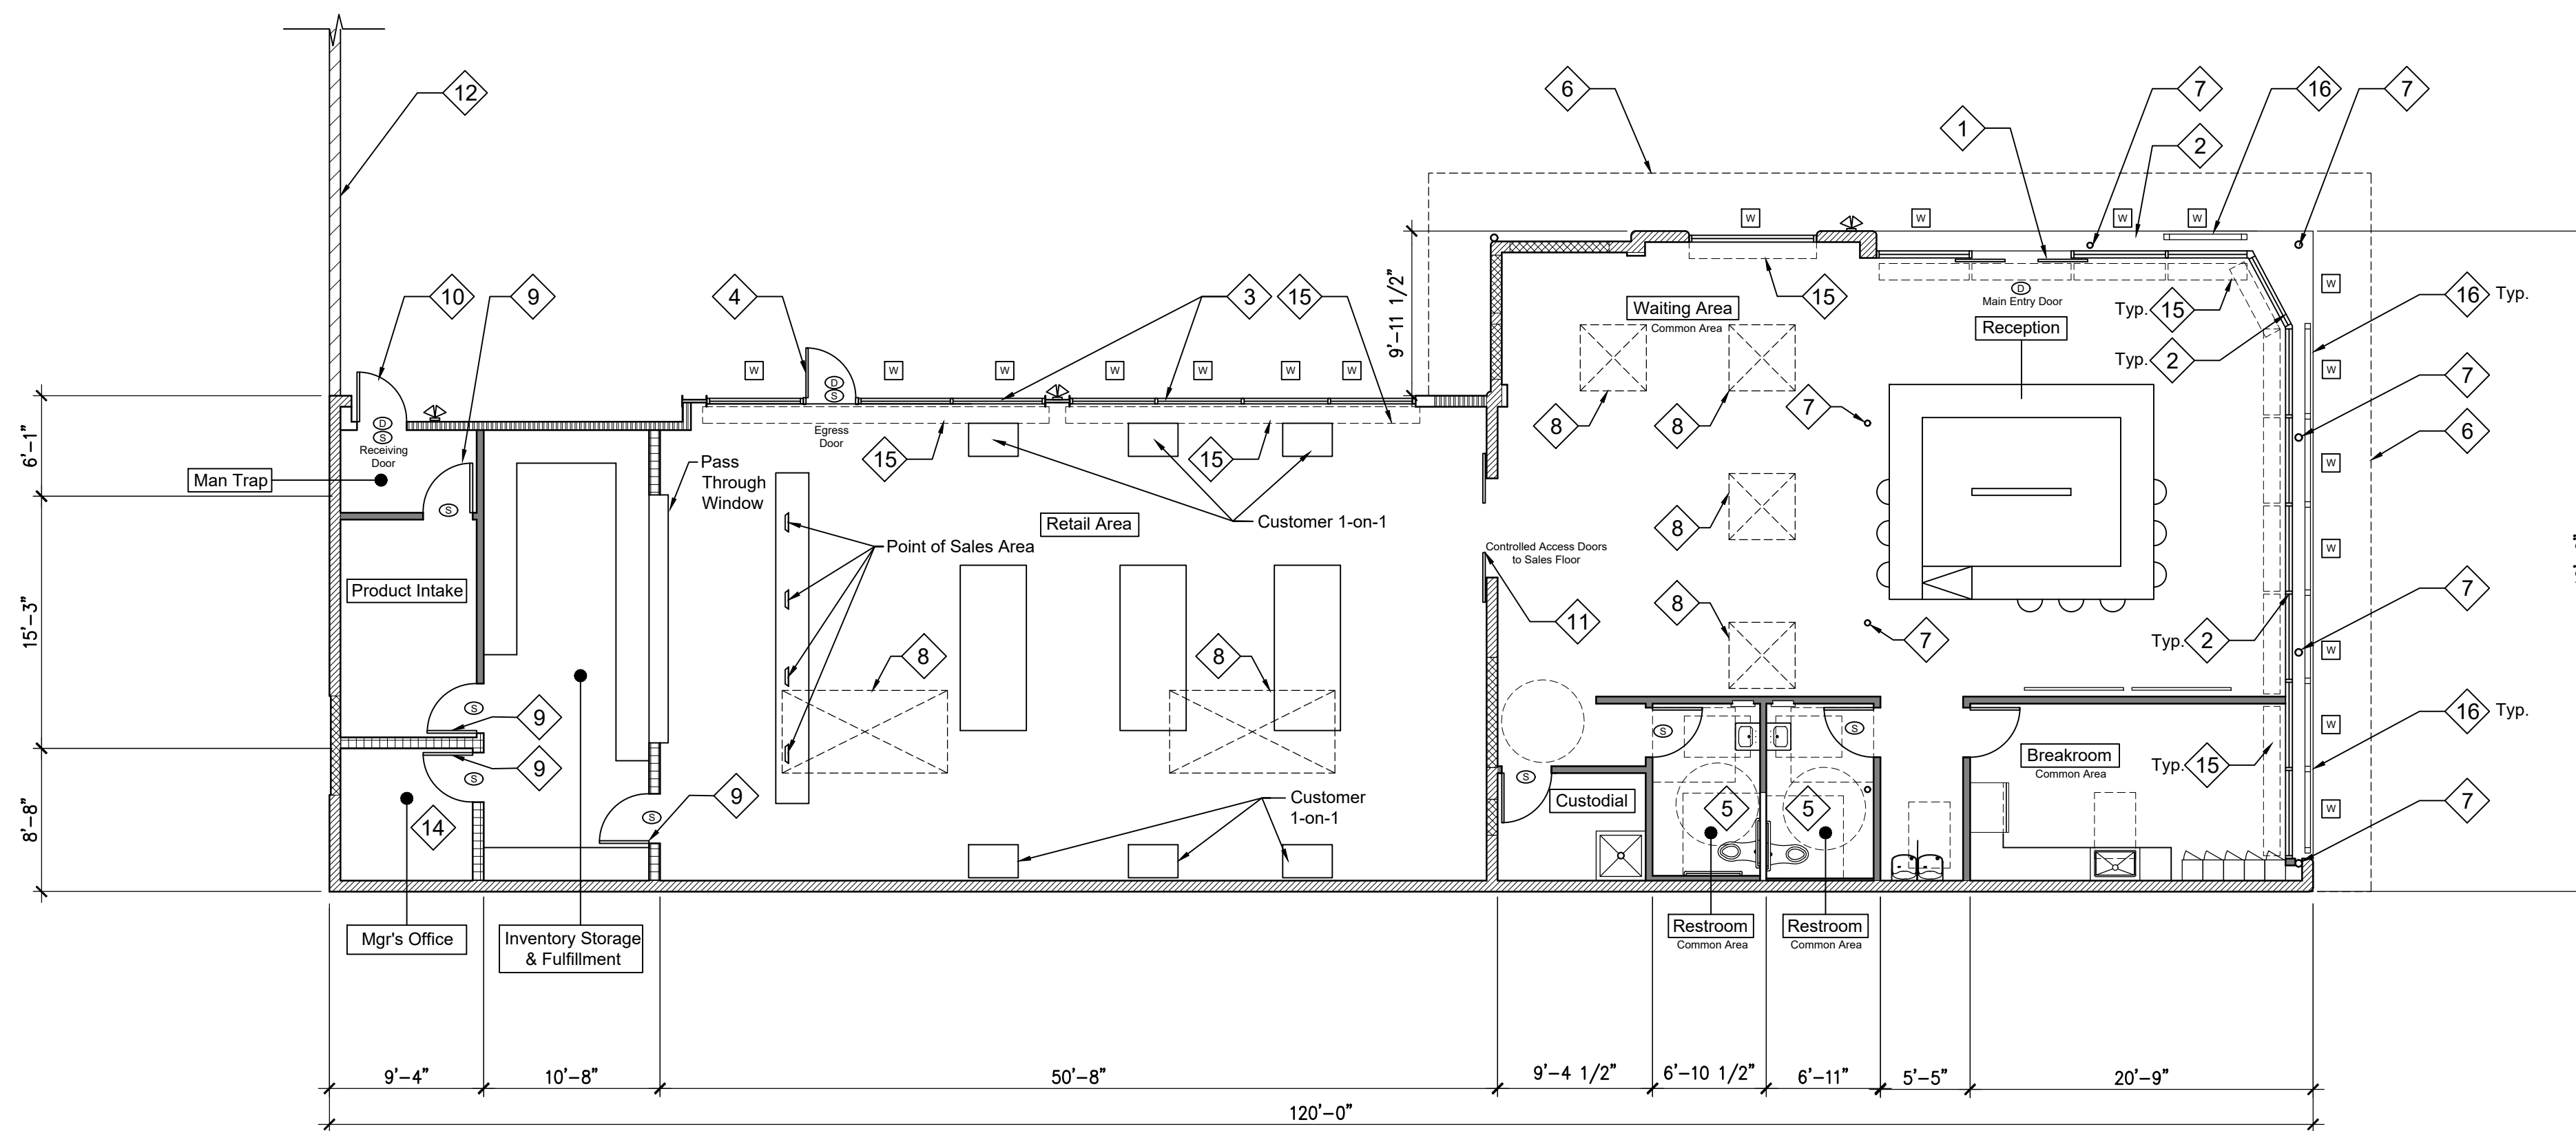 12
6
7
16
7
1
2
W
W
W
W
10
9
4
3
15
9'-11 1/2"
15
Waiting Area
Common Area
D
Main Entry Door
Reception
Typ.
15
Typ.
2
W
16
Typ.
W
W
W
W
W
W
W
W
D
S
Egress
Door
15
15
8
8
7
7
W
6
D
S
Receiving
Door
Man Trap
S
6'-1"
Pass
Through
Window
Retail Area
Customer 1-on-1
8
W
Point of Sales Area
Controlled Access Doors
to Sales Floor
Product Intake
15'-3"
8
11
7
Typ.
2
7
W
8
8
S
9
S
S
16
Typ.
W
S
9
9
S
S
Custodial
5
5
Breakroom
Common Area
Typ.
15
7
W
8'-8"
14
Customer
1-on-1
Mgr's Office
Inventory Storage
& Fulfillment
Restroom
Common Area
Restroom
Common Area
9'-4"
10'-8"
50'-8"
9'-4 1/2"
6'-10 1/2"
6'-11"
5'-5"
20'-9"
120'-0"